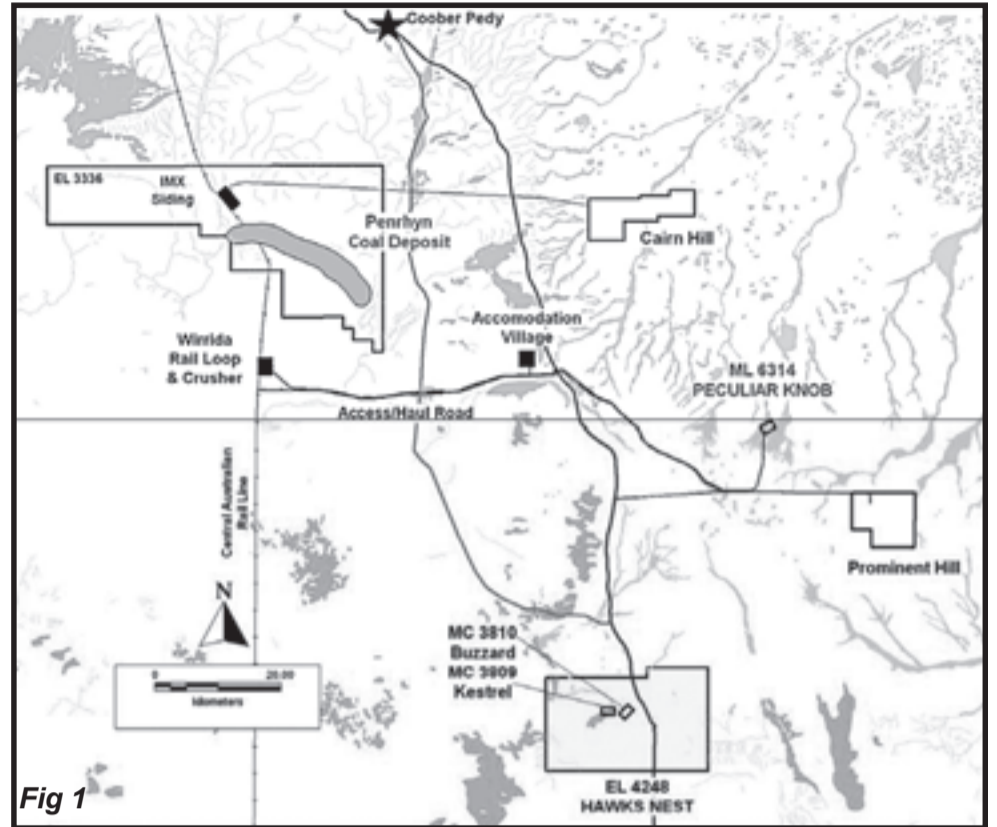 Coober Pedy
EL 3336
IMX
Siding
Penrhyn
Coal Deposit
Cairn Hill
Accomodation
Village
Wirrida
Rail Loop
& Crusher
ML 6314
PECULIAR KNOB
Access/Haul Road
Central Australian
Rail Line
Prominent Hill
N
MC 3810
Buzzard
MC 3809
Kestrel
0 20.00
kilometers
EL 4248
HAWKS NEST
Fig 1